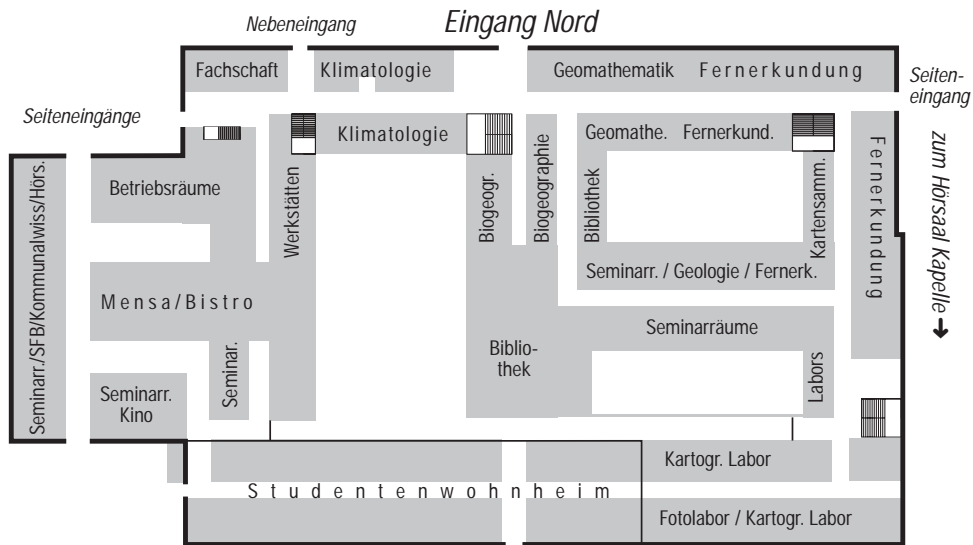 Nebeneingang
Eingang Nord
Fachschaft
Klimatologie
Geomathematik Fernerkundung
Seiten-
eingang
Seiteneingänge
Klimatologie
Geomathe. Fernerkund.
zum Hörsaal Kapelle
Seminarr./SFB/Kommunalwiss/Hörs.
Betriebsräume
Werkstätten
Biogeogr.
Biogeographie
Bibliothek
Kartensamm.
Fernerkundung
Seminarr. / Geologie / Fernerk.
Mensa/Bistro
Seminarräume
Biblio-
thek
Seminar.
Labors
Seminarr.
Kino
Kartogr. Labor
Studentenwohnheim
Fotolabor / Kartogr. Labor